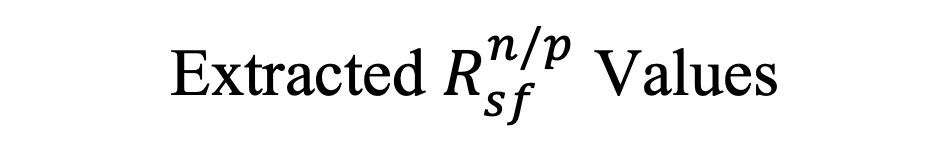 Extracted $R_{sf}^{n/p}$ Values